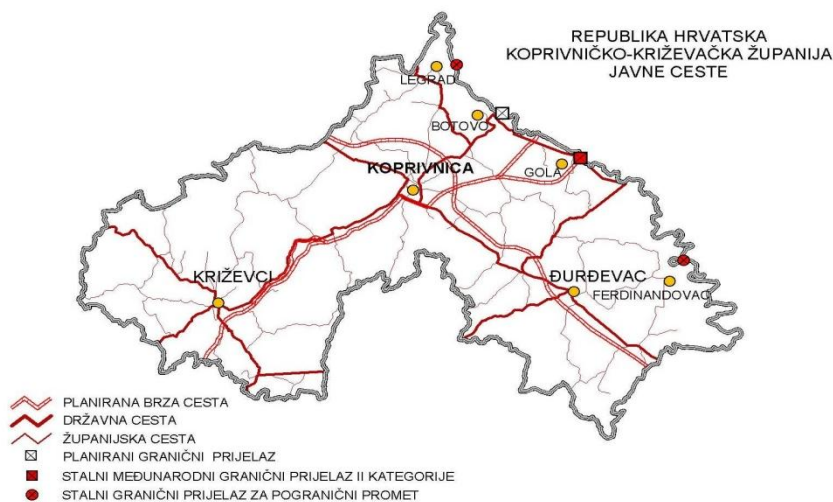 REPUBLIKA HRVATSKA
KOPRIVNIČKO-KRIŽEVAČKA ŽUPANIJA
JAVNE CESTE
LEGRAD
BOTOVO
KOPRIVNICA
GOLA
KRIŽEVCI
ĐURĐEVAC
FERDINANDOVAC
PLANIRANA BRZA CESTA
DRŽAVNA CESTA
ŽUPANIJSKA CESTA
PLANIRANI GRANIČNI PRIJELAZ
STALNI MEĐUNARODNI GRANIČNI PRIJELAZ II KATEGORIJE
STALNI GRANIČNI PRIJELAZ ZA POGRANIČNI PROMET